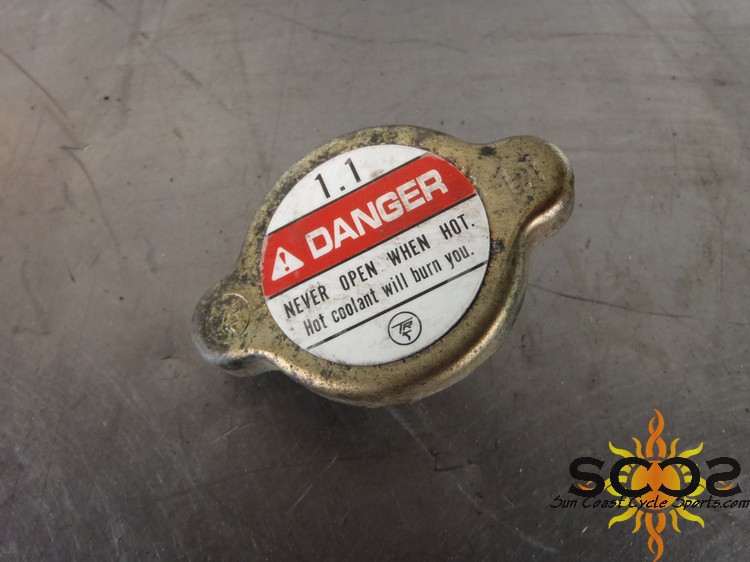 1.1
DANGER
NEVER OPEN WHEN HOT.
Hot coolant will burn you.
SCCS
Sun Coast Cycle Sports.com